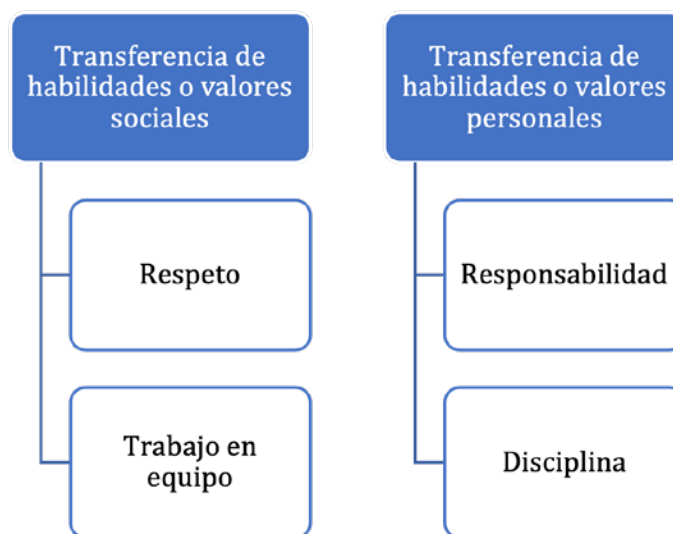 Transferencia de
habilidades o valores
sociales
Respeto
Trabajo en
equipo
Transferencia de
habilidades o valores
personales
Responsabilidad
Disciplina